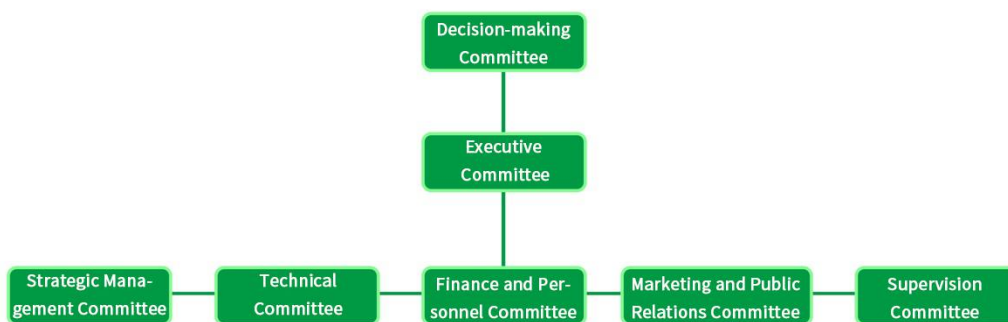 Decision-making
Committee
Executive
Committee
Strategic Mana-
gement Committee
Technical
Committee
Finance and Per-
sonnel Committee
Marketing and Public
Relations Committee
Supervision
Committee